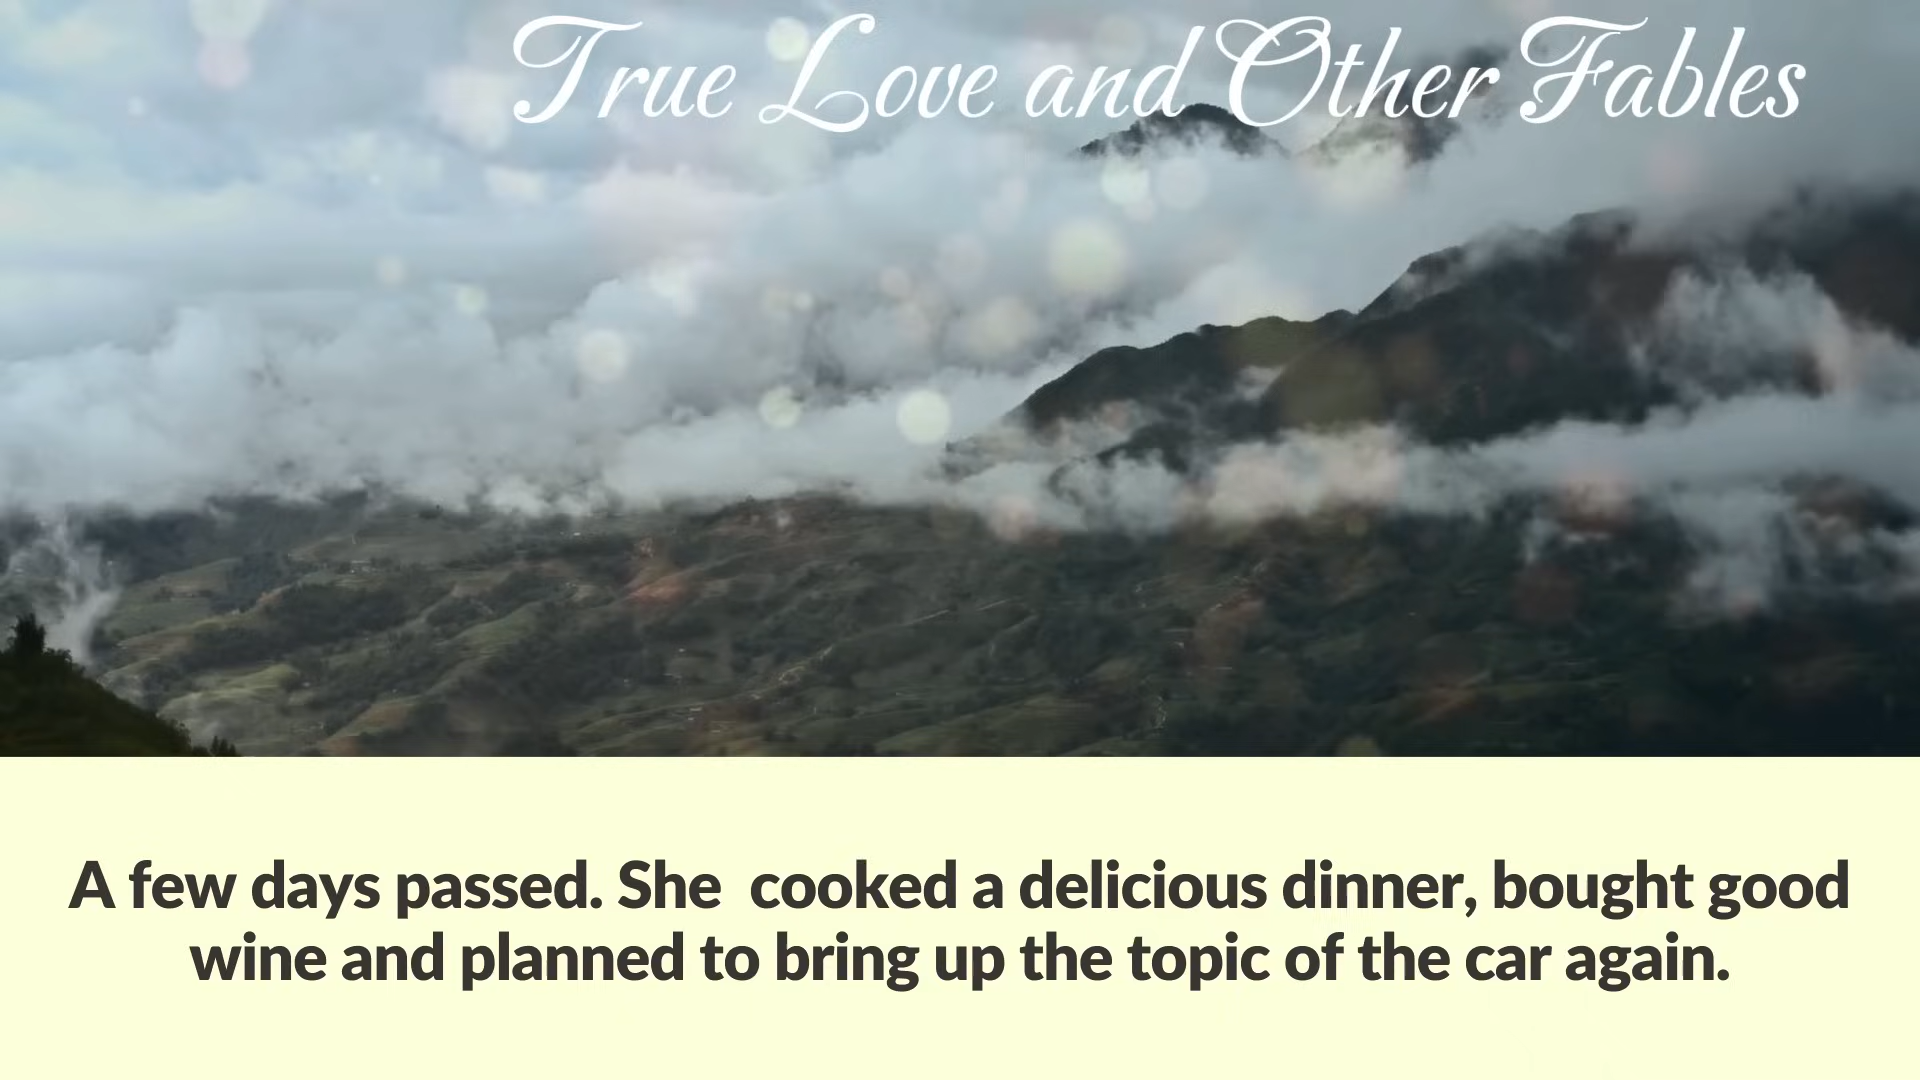 True Love and Other Fables
A few days passed. She  cooked a delicious dinner, bought good
wine and planned to bring up the topic of the car again.